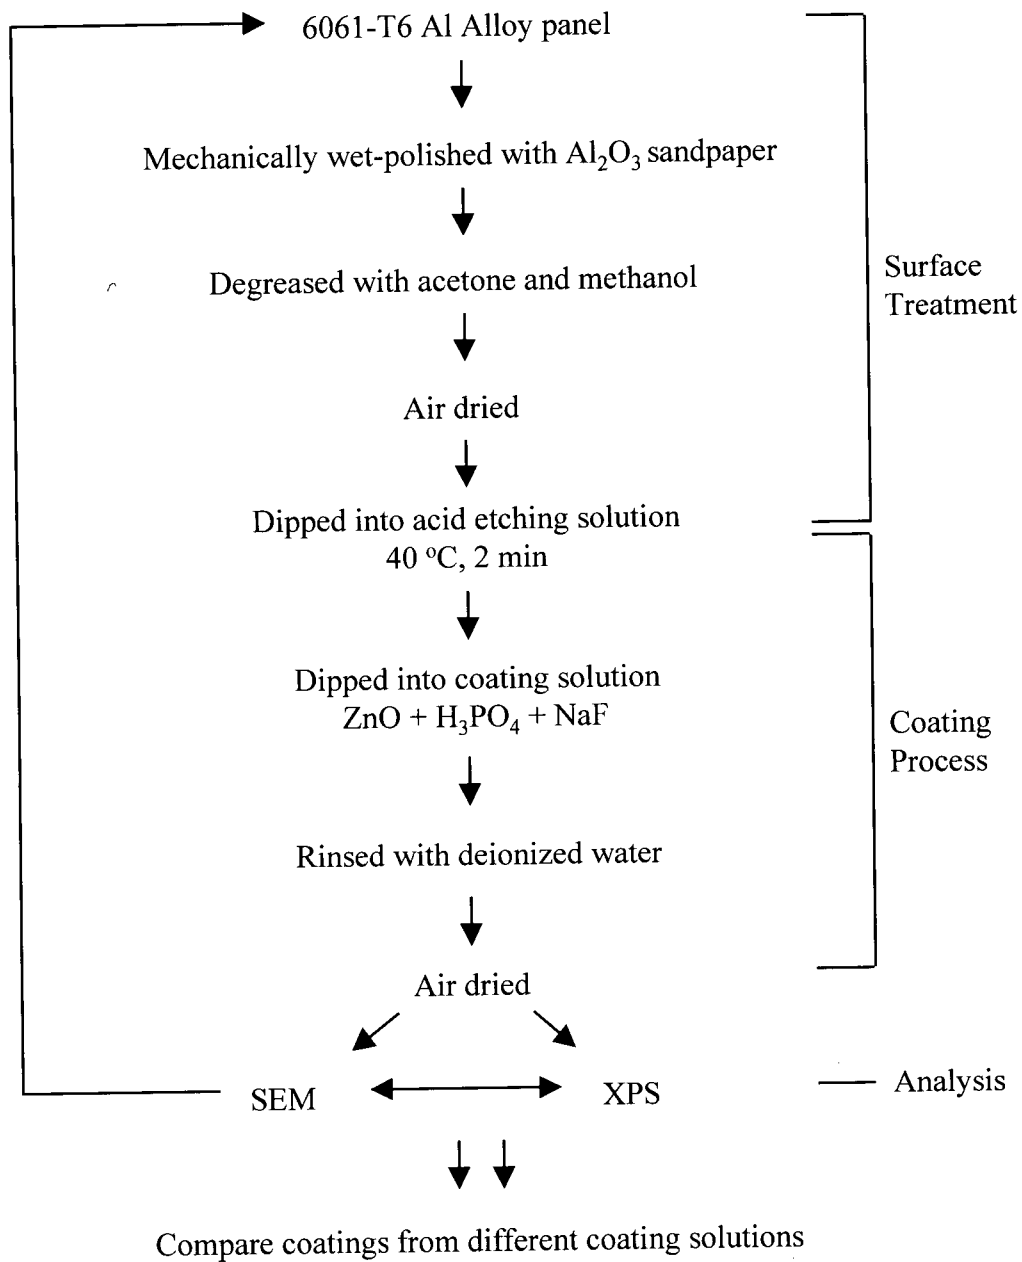 6061-T6 Al Alloy panel
Mechanically wet-polished with Al₂O₃ sandpaper
Degreased with acetone and methanol
Surface
Treatment
Air dried
Dipped into acid etching solution
40 °C, 2 min
Dipped into coating solution
ZnO + H₃PO₄ + NaF
Coating
Process
Rinsed with deionized water
Air dried
SEM
XPS
Analysis
Compare coatings from different coating solutions